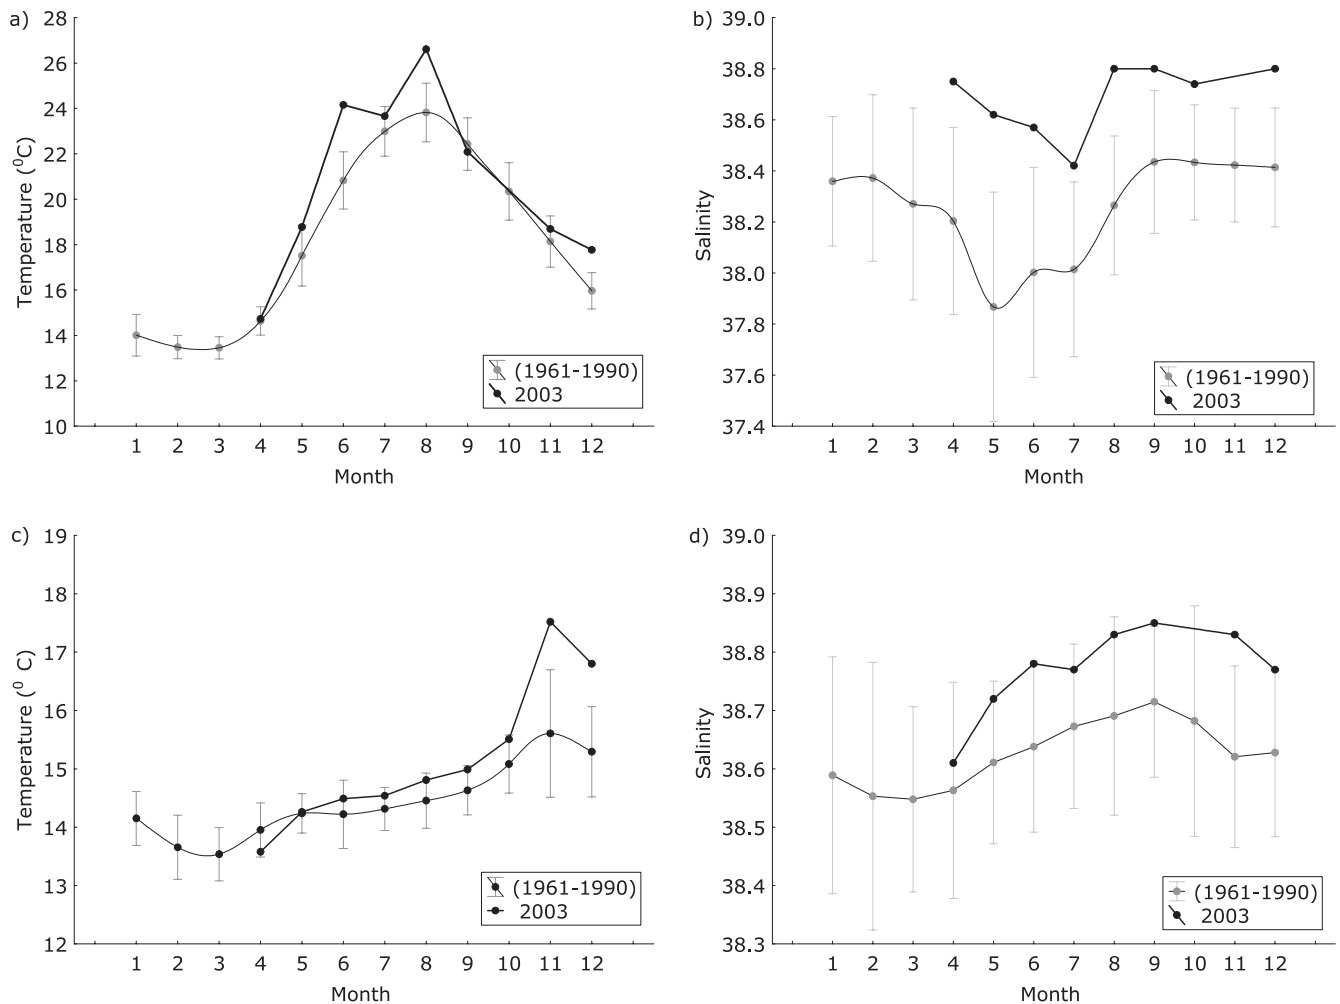 a)
28
26
24
22
20
18
16
14
12
10
Temperature (⁰C)
1 2 3 4 5 6 7 8 9 10 11 12
Month
(1961-1990)
2003
b)
39.0
38.8
38.6
38.4
38.2
38.0
37.8
37.6
37.4
Salinity
1 2 3 4 5 6 7 8 9 10 11 12
Month
(1961-1990)
2003
c)
19
18
17
16
15
14
13
12
Temperature (⁰ C)
1 2 3 4 5 6 7 8 9 10 11 12
Month
(1961-1990)
2003
d)
39.0
38.9
38.8
38.7
38.6
38.5
38.4
38.3
Salinity
1 2 3 4 5 6 7 8 9 10 11 12
Month
(1961-1990)
2003